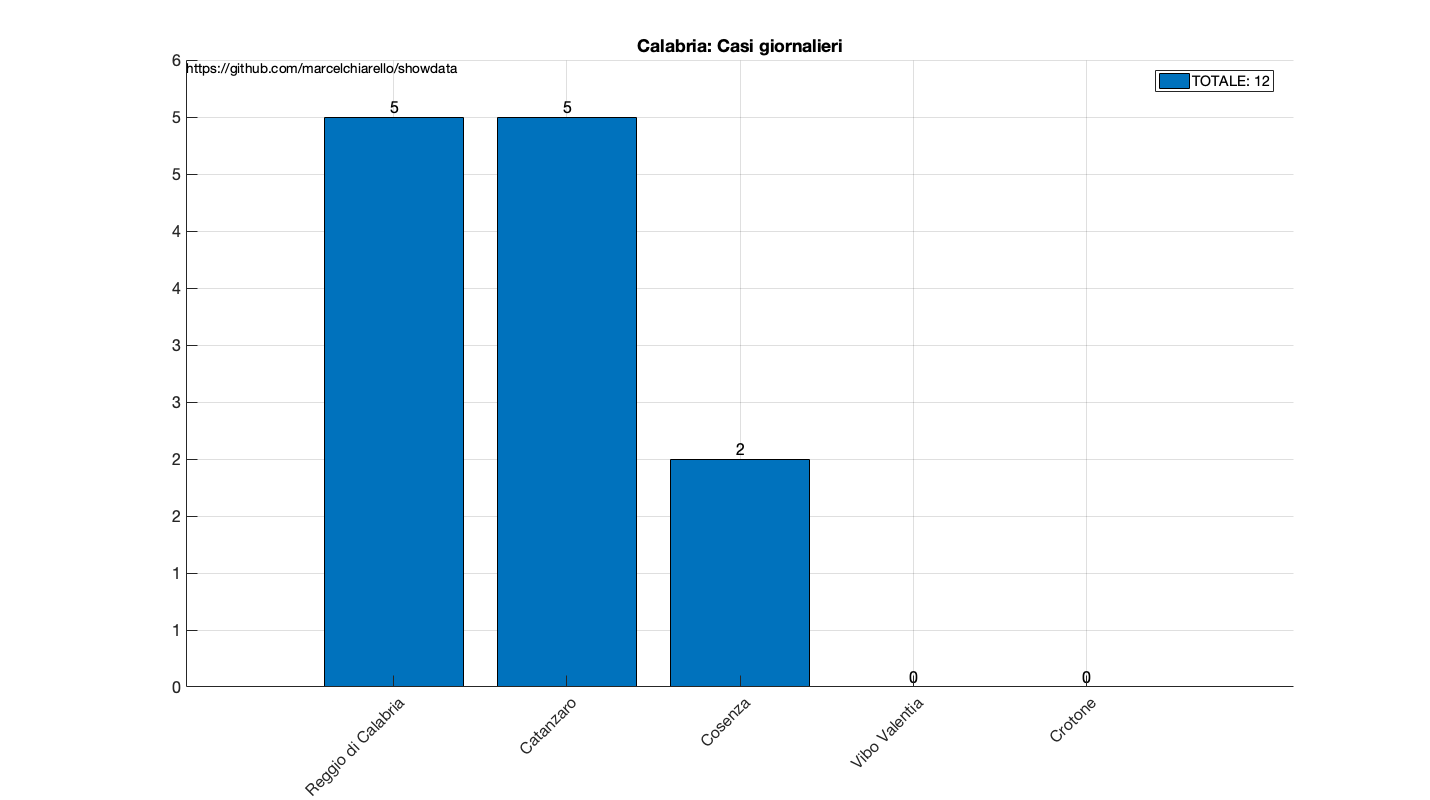 Calabria: Casi giornalieri
https://github.com/marcelchiarello/showdata
TOTALE: 12
6
5
5
4
4
3
3
2
2
1
1
0
5
5
2
0
0
Reggio di Calabria
Catanzaro
Cosenza
Vibo Valentia
Crotone